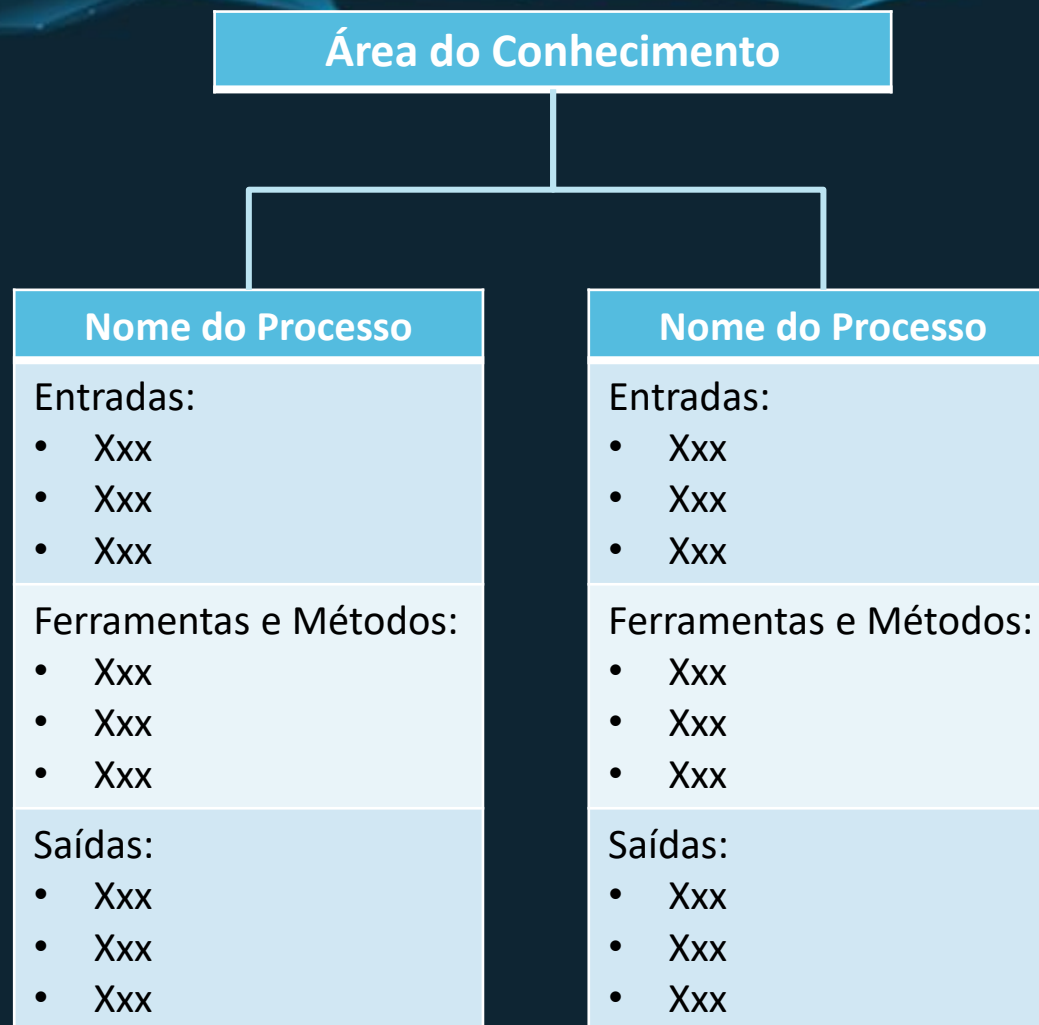 Área do Conhecimento
Nome do Processo
Entradas:
• Xxx
• Xxx
• Xxx
Ferramentas e Métodos:
• Xxx
• Xxx
• Xxx
Saídas:
• Xxx
• Xxx
• Xxx
Nome do Processo
Entradas:
• Xxx
• Xxx
• Xxx
Ferramentas e Métodos:
• Xxx
• Xxx
• Xxx
Saídas:
• Xxx
• Xxx
• Xxx